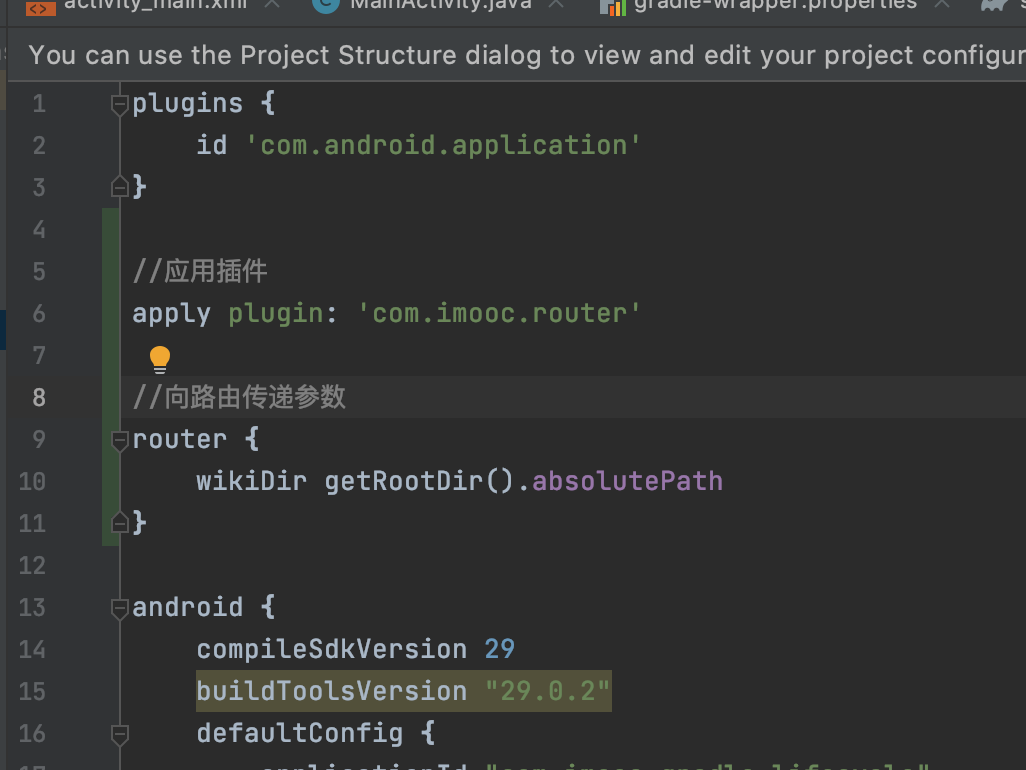 activity_main.xml MainActivity.java gradle-wrapper.properties
You can use the Project Structure dialog to view and edit your project
1 plugins {
2 id 'com.android.application'
3 }
4
5 //应用插件
6 apply plugin: 'com.imooc.router'
7
8 //向路由传递参数
9 router {
10 wikiDir getRootDir().absolutePath
11 }
12
13 android {
14 compileSdkVersion 29
15 buildToolsVersion "29.0.2"
16 defaultConfig {